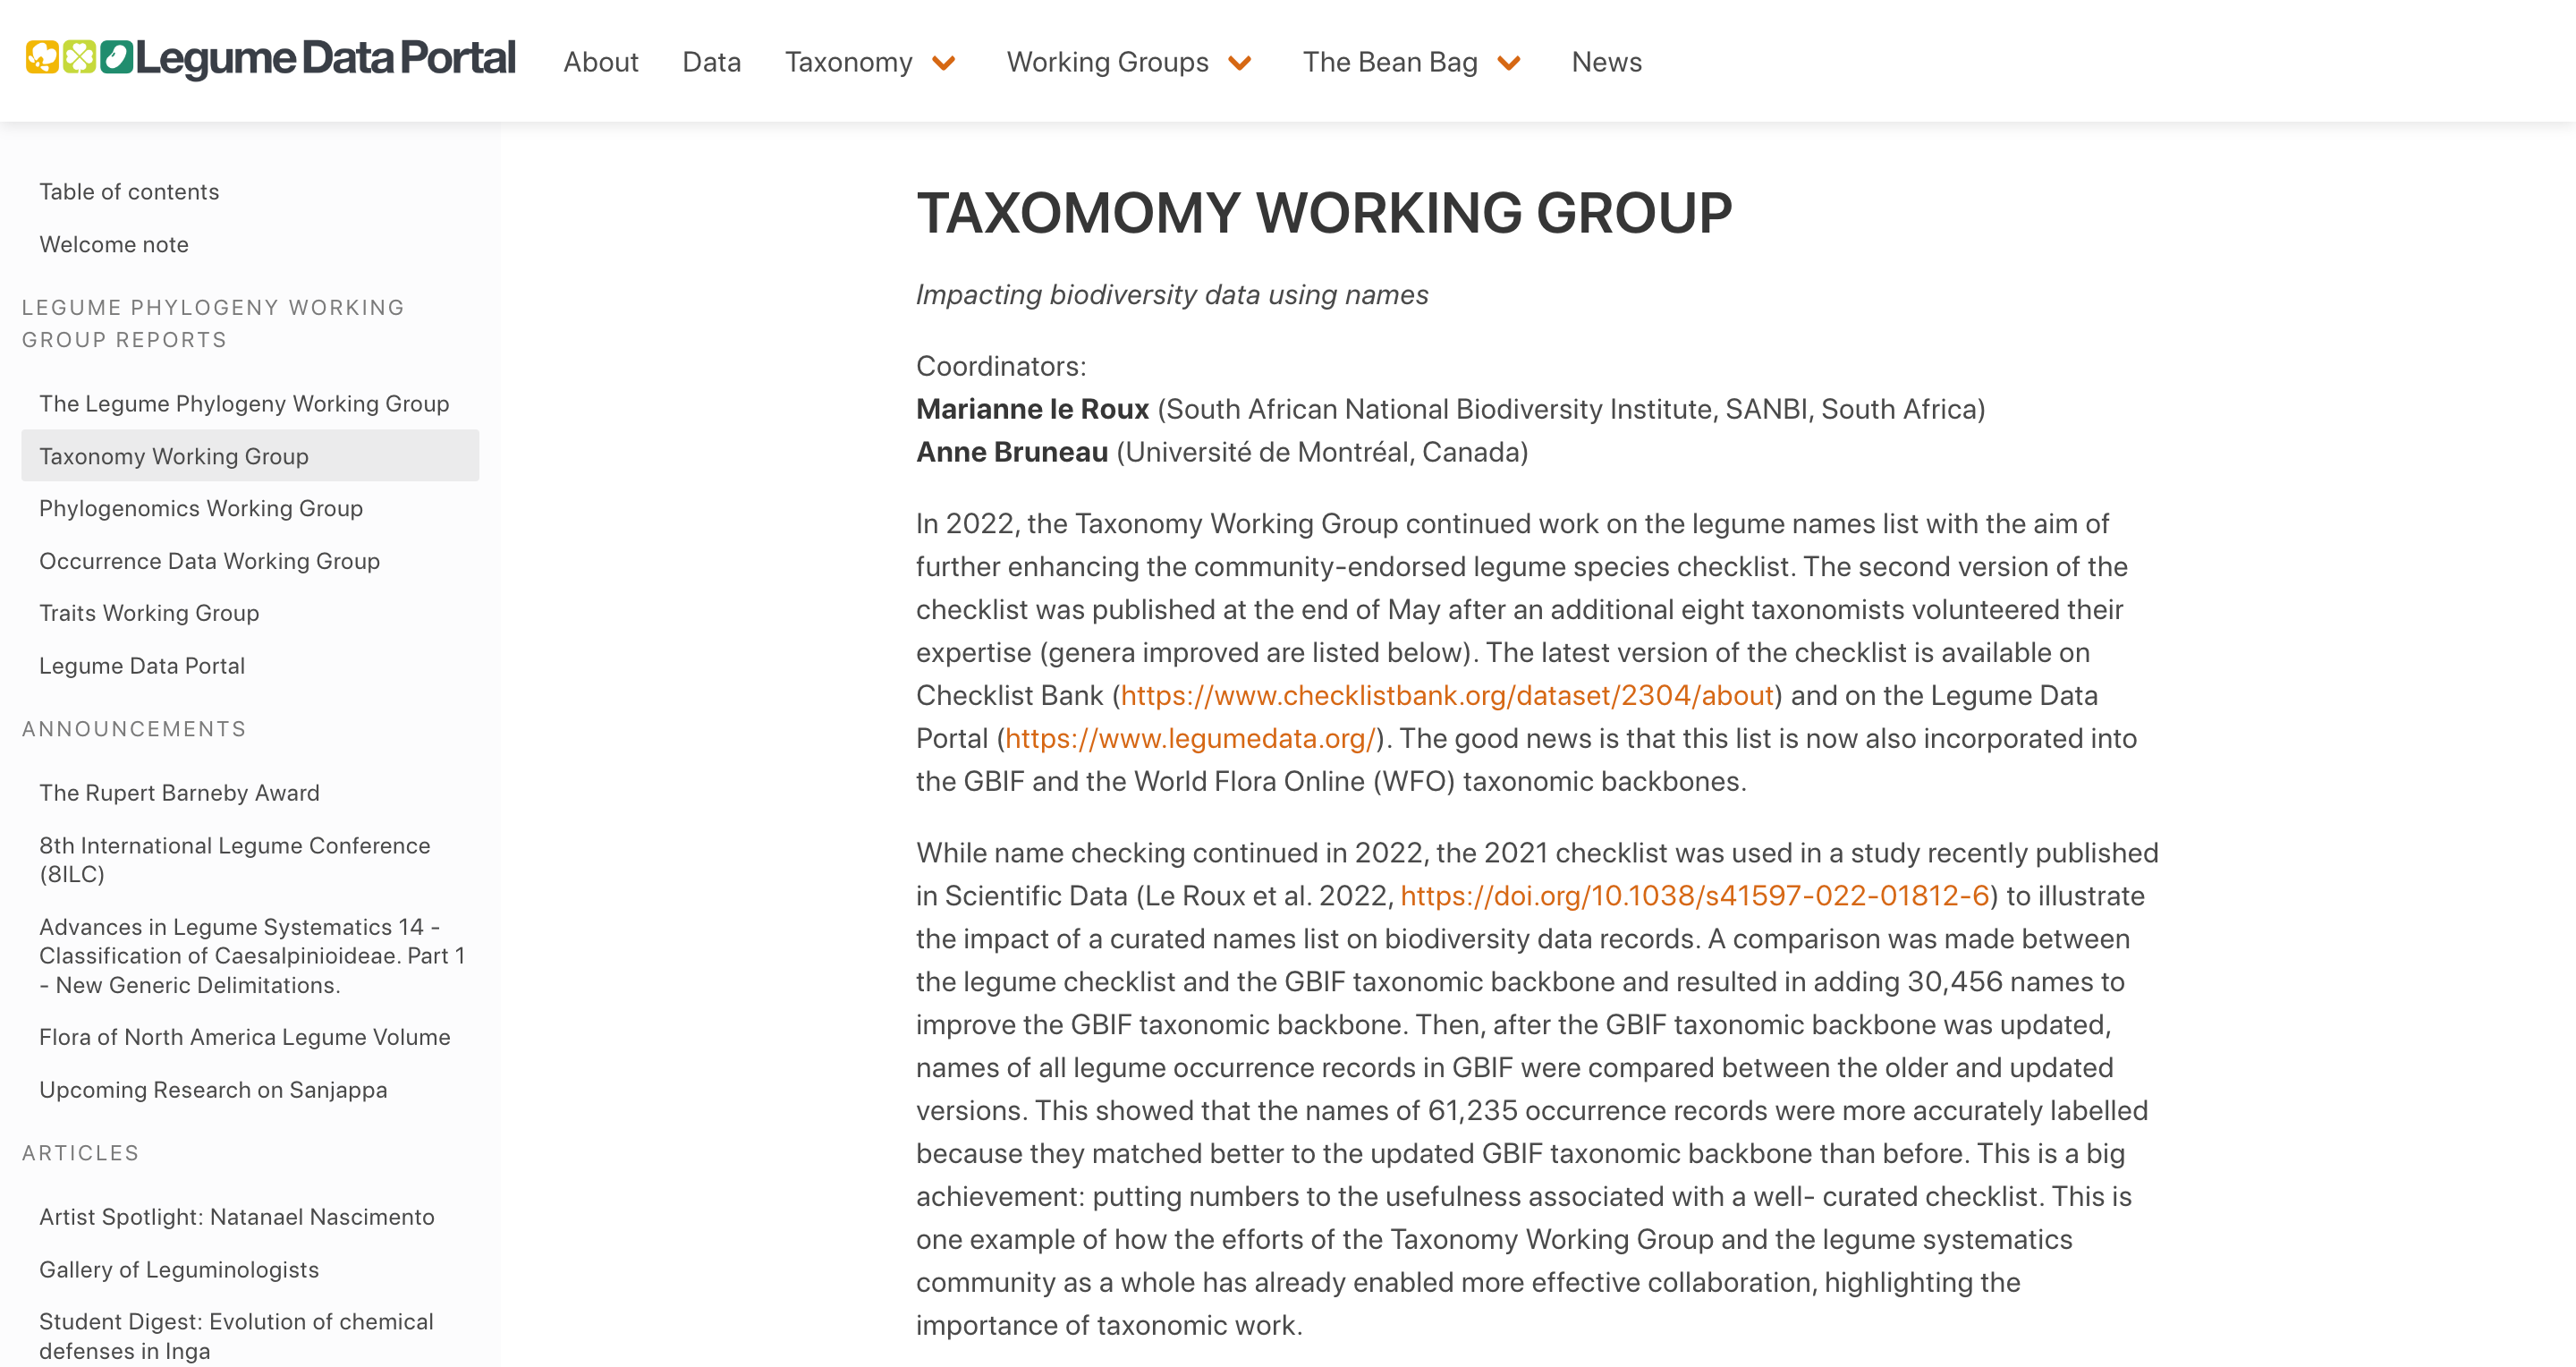 Legume Data Portal
About
Data
Taxonomy
Working Groups
The Bean Bag
News
Table of contents
Welcome note
LEGUME PHYLOGENY WORKING
GROUP REPORTS
The Legume Phylogeny Working Group
Taxonomy Working Group
Phylogenomics Working Group
Occurrence Data Working Group
Traits Working Group
Legume Data Portal
ANNOUNCEMENTS
The Rupert Barneby Award
8th International Legume Conference
(8ILC)
Advances in Legume Systematics 14 -
Classification of Caesalpinioideae. Part 1
- New Generic Delimitations.
Flora of North America Legume Volume
Upcoming Research on Sanjappa
ARTICLES
Artist Spotlight: Natanael Nascimento
Gallery of Leguminologists
Student Digest: Evolution of chemical
defenses in Inga
TAXOMOMY WORKING GROUP
Impacting biodiversity data using names
Coordinators:
Marianne le Roux (South African National Biodiversity Institute, SANBI, South Africa)
Anne Bruneau (Université de Montréal, Canada)
In 2022, the Taxonomy Working Group continued work on the legume names list with the aim of
further enhancing the community-endorsed legume species checklist. The second version of the
checklist was published at the end of May after an additional eight taxonomists volunteered their
expertise (genera improved are listed below). The latest version of the checklist is available on
Checklist Bank (https://www.checklistbank.org/dataset/2304/about) and on the Legume Data
Portal (https://www.legumedata.org/). The good news is that this list is now also incorporated into
the GBIF and the World Flora Online (WFO) taxonomic backbones.
While name checking continued in 2022, the 2021 checklist was used in a study recently published
in Scientific Data (Le Roux et al. 2022, https://doi.org/10.1038/s41597-022-01812-6) to illustrate
the impact of a curated names list on biodiversity data records. A comparison was made between
the legume checklist and the GBIF taxonomic backbone and resulted in adding 30,456 names to
improve the GBIF taxonomic backbone. Then, after the GBIF taxonomic backbone was updated,
names of all legume occurrence records in GBIF were compared between the older and updated
versions. This showed that the names of 61,235 occurrence records were more accurately labelled
because they matched better to the updated GBIF taxonomic backbone than before. This is a big
achievement: putting numbers to the usefulness associated with a well- curated checklist. This is
one example of how the efforts of the Taxonomy Working Group and the legume systematics
community as a whole has already enabled more effective collaboration, highlighting the
importance of taxonomic work.